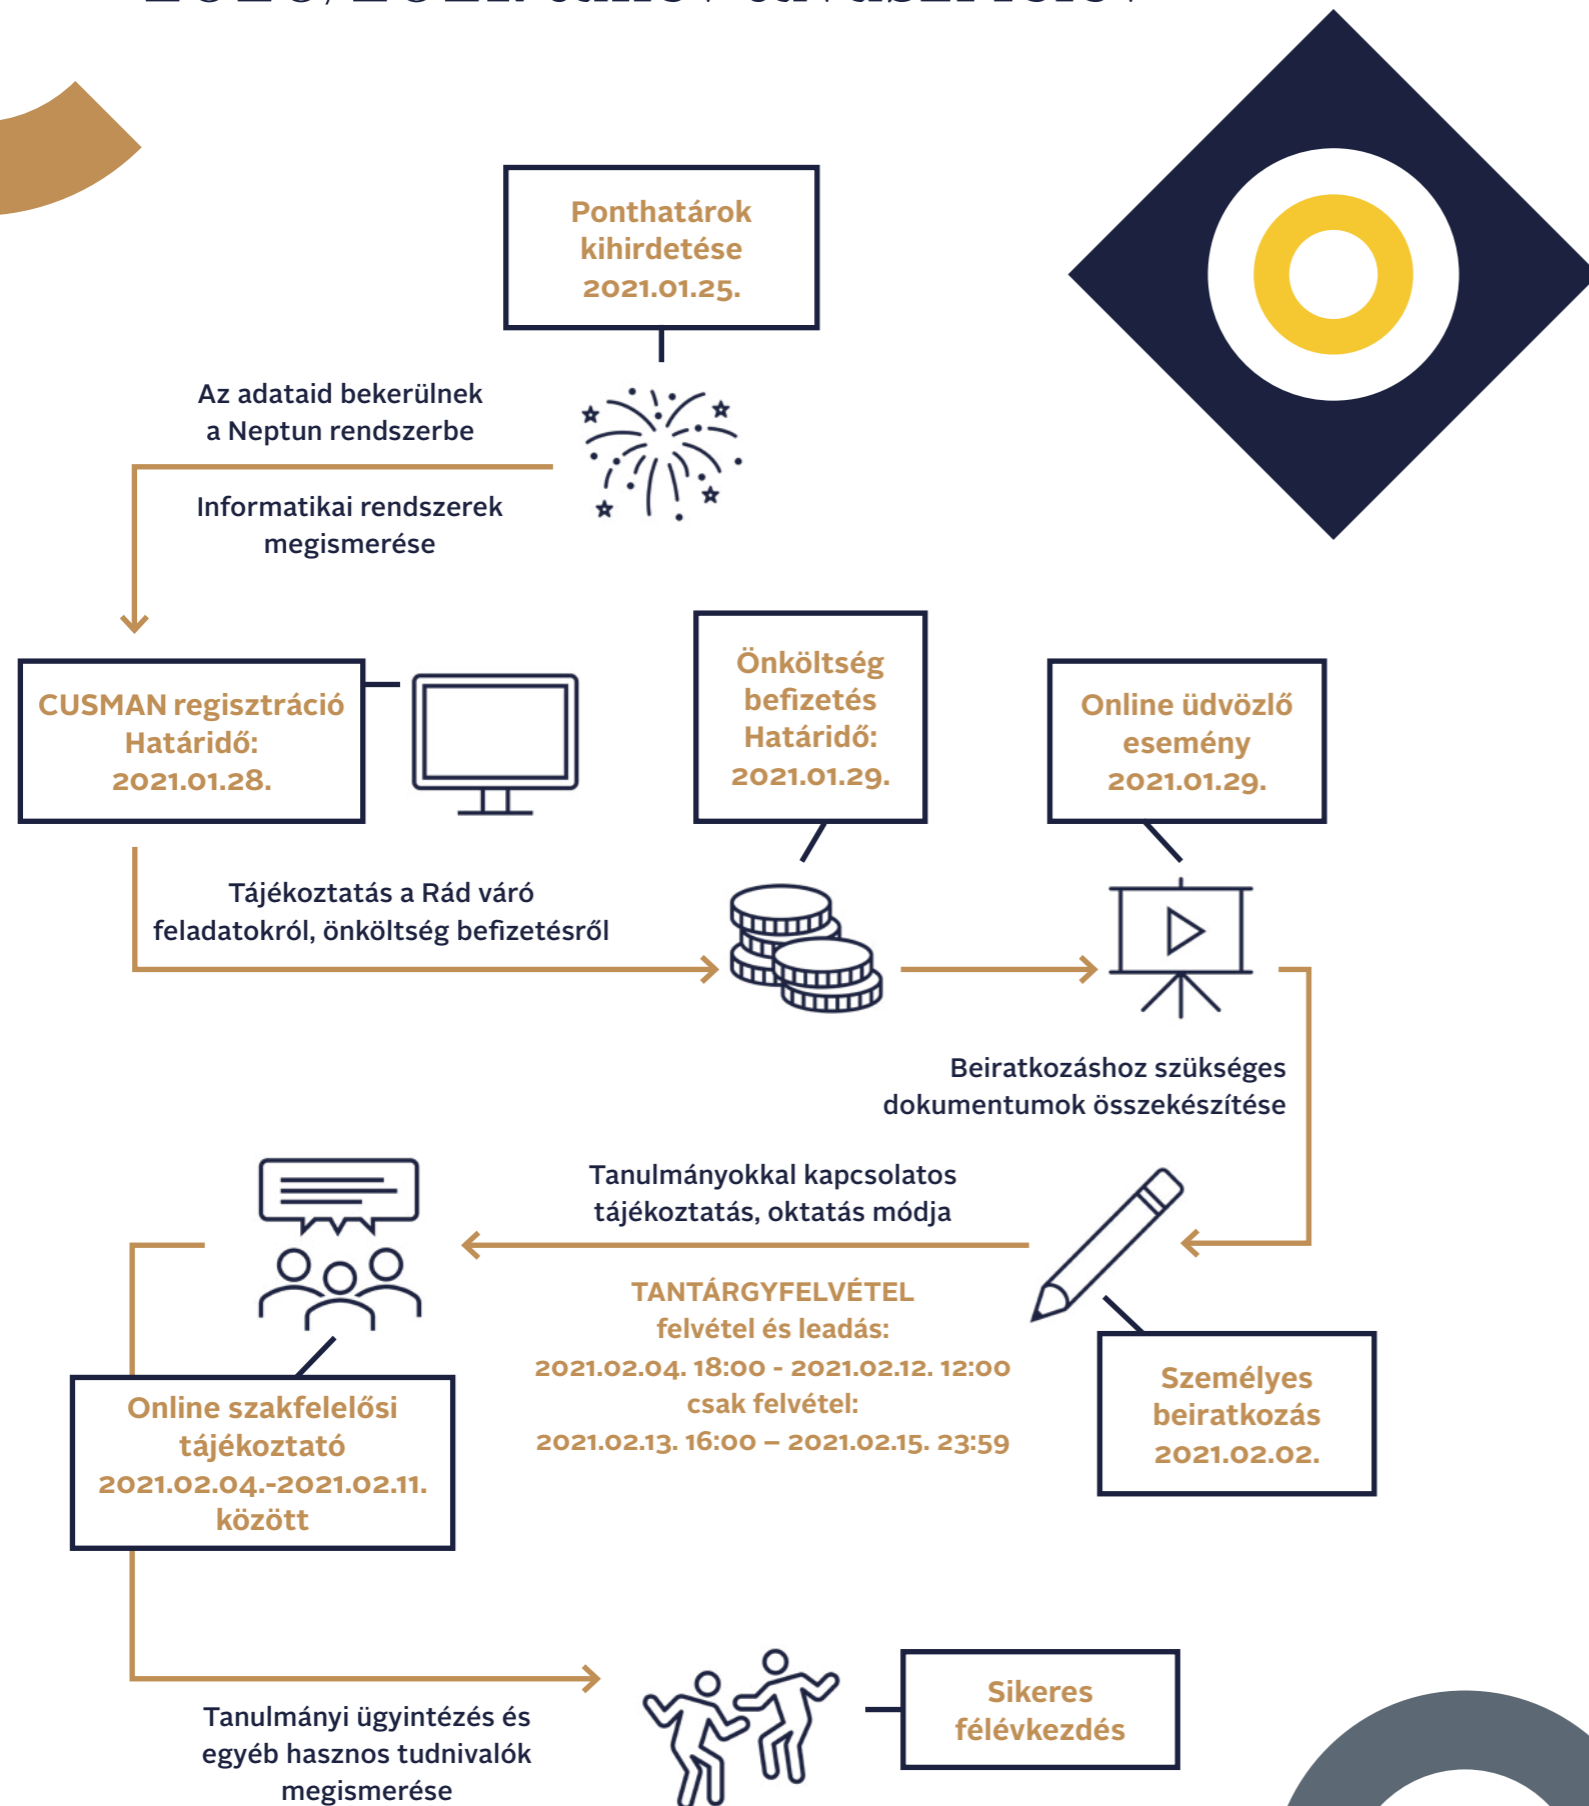 Ponthatárok
kihirdetése
2021.01.25.
Az adataid bekerülnek
a Neptun rendszerbe
Informatikai rendszerek
megismerése
CUSMAN regisztráció
Határidő:
2021.01.28.
Önköltség
befizetés
Határidő:
2021.01.29.
Online üdvözlő
esemény
2021.01.29.
Tájékoztatás a Rád váró
feladatokról, önköltség befizetésről
Beiratkozáshoz szükséges
dokumentumok összekészítése
Tanulmányokkal kapcsolatos
tájékoztatás, oktatás módja
TANTÁRGYFELVÉTEL
felvétel és leadás:
2021.02.04. 18:00 - 2021.02.12. 12:00
csak felvétel:
2021.02.13. 16:00 – 2021.02.15. 23:59
Személyes
beiratkozás
2021.02.02.
Online szakfelelősi
tájékoztató
2021.02.04.-2021.02.11.
között
Sikeres
félévkezdés
Tanulmányi ügyintézés és
egyéb hasznos tudnivalók
megismerése